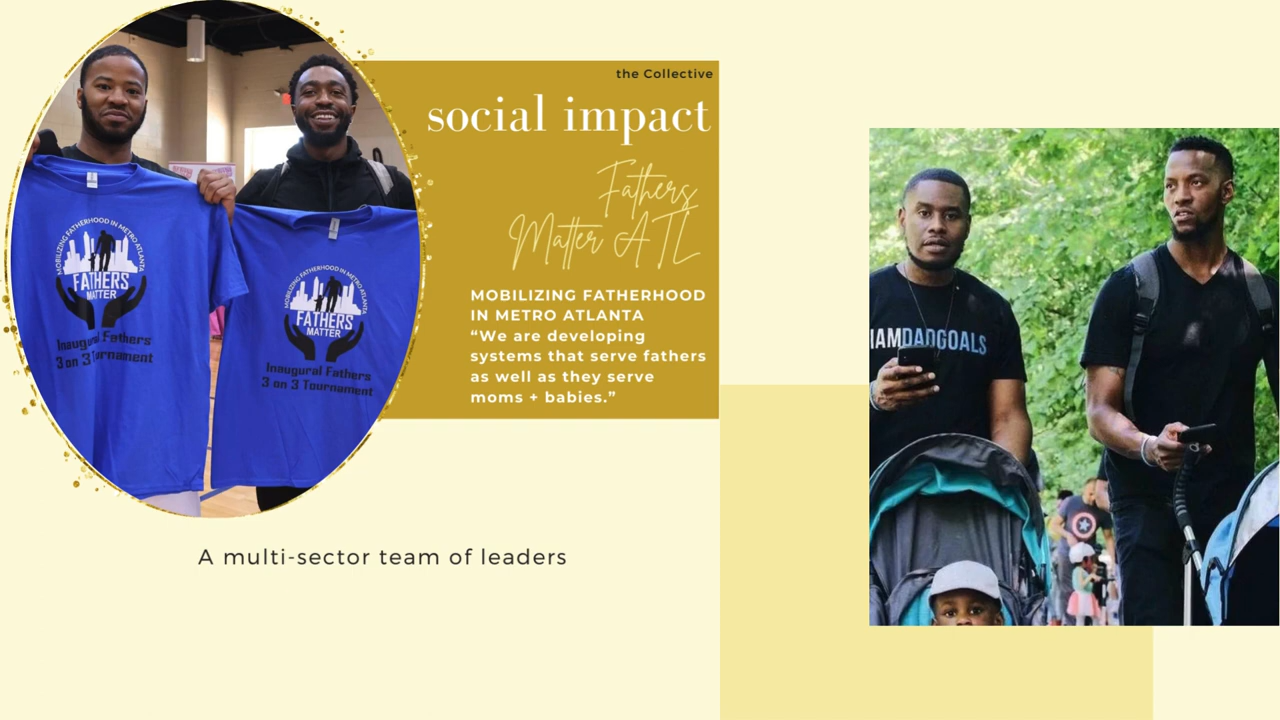 the Collective
social impact
Fathers
Matter ATL
MOBILIZING FATHERHOOD
IN METRO ATLANTA
“We are developing
systems that serve fathers
as well as they serve
moms + babies.”
MOBILIZING FATHERHOOD IN METRO ATLANTA
FATHERS
MATTER
Inaugural Fathers
3 on 3 Tournament
MOBILIZING FATHERHOOD IN METRO ATLANTA
FATHERS
MATTER
Inaugural Fathers
3 on 3 Tournament
A multi-sector team of leaders
IAMDADGOALS